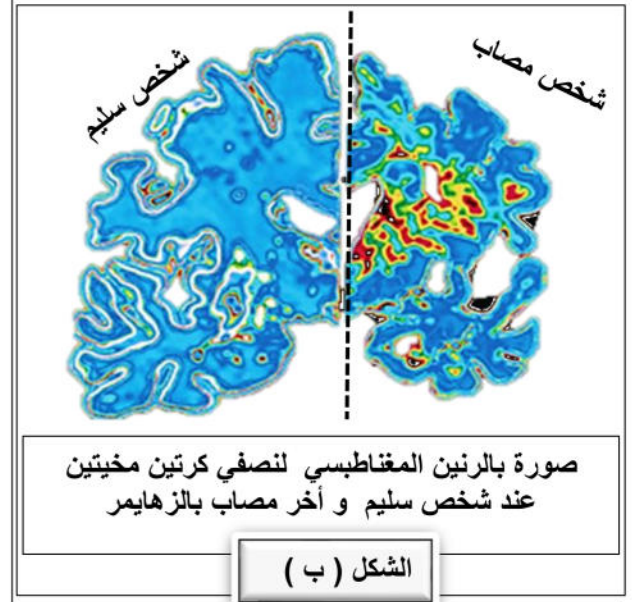 شخص سليم
شخص مصاب
صورة بالرنين المغناطبسي لنصفي كرتين مخيتين
عند شخص سليم و أخر مصاب بالزهايمر
الشكل ( ب )